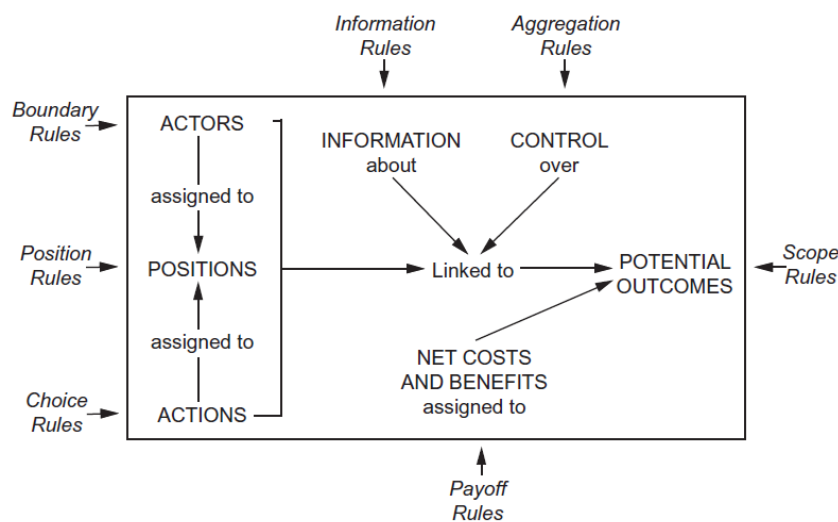 Information
Rules
Aggregation
Rules
Boundary
Rules
ACTORS
INFORMATION
about
CONTROL
over
assigned to
Position
Rules
POSITIONS
Linked to
POTENTIAL
OUTCOMES
Scope
Rules
assigned to
NET COSTS
AND BENEFITS
assigned to
Choice
Rules
ACTIONS
Payoff
Rules